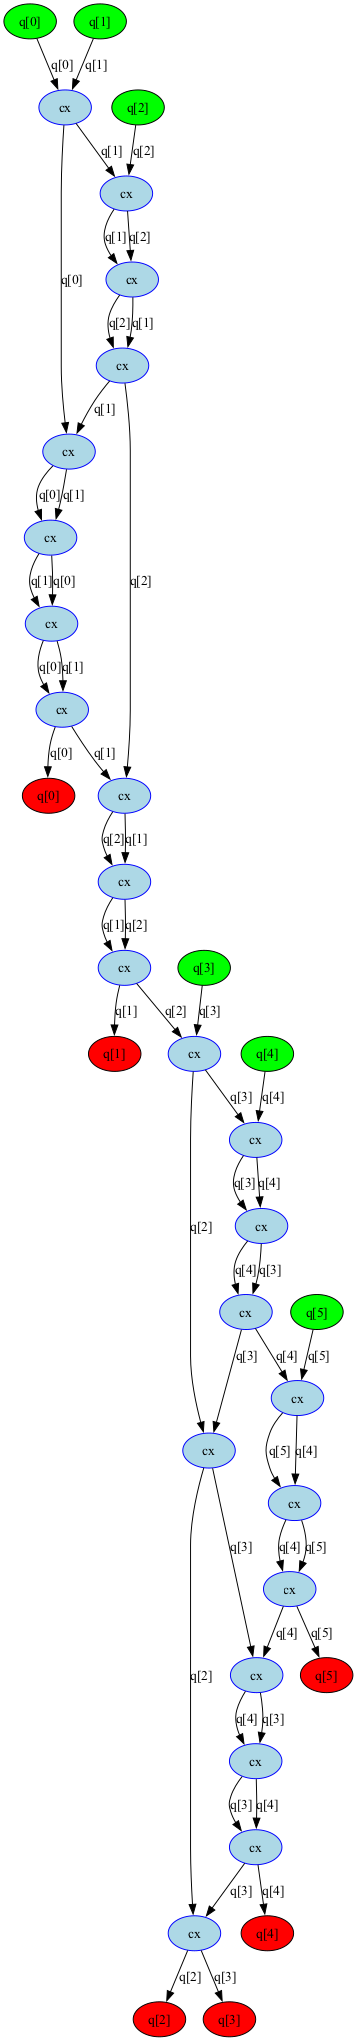 q[0] q[1]
q[0] q[1]
cx q[2]
q[1] q[2]
cx
q[1] q[2]
q[0] cx
q[2] q[1]
cx
q[1]
cx
q[0] q[1]
cx
q[1] q[0] q[2]
cx
q[0] q[1]
cx
q[0] q[1]
q[0] cx
q[2] q[1]
cx
q[1] q[2]
cx q[3]
q[1] q[2] q[3]
q[1] cx q[4]
q[3] q[4]
cx
q[3] q[4]
q[2] cx
q[4] q[3]
cx q[5]
q[3] q[4] q[5]
cx
cx q[5] q[4]
cx
q[3] q[4] q[5]
cx
q[4] q[5]
q[2] cx q[5]
q[4] q[3]
cx
q[3] q[4]
cx
q[3] q[4]
cx q[4]
q[2] q[3]
q[2] q[3]